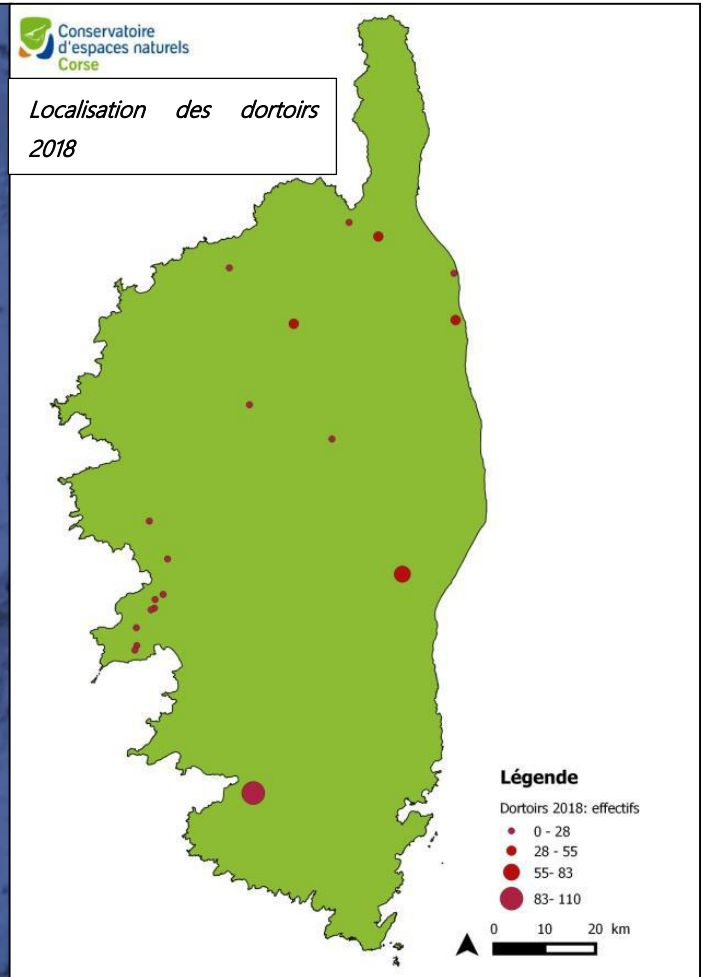 Conservatoire
d'espaces naturels
Corse
Localisation des dortoirs
2018
Légende
Dortoirs 2018: effectifs
0 - 28
28 - 55
55- 83
83- 110
0 10 20 km